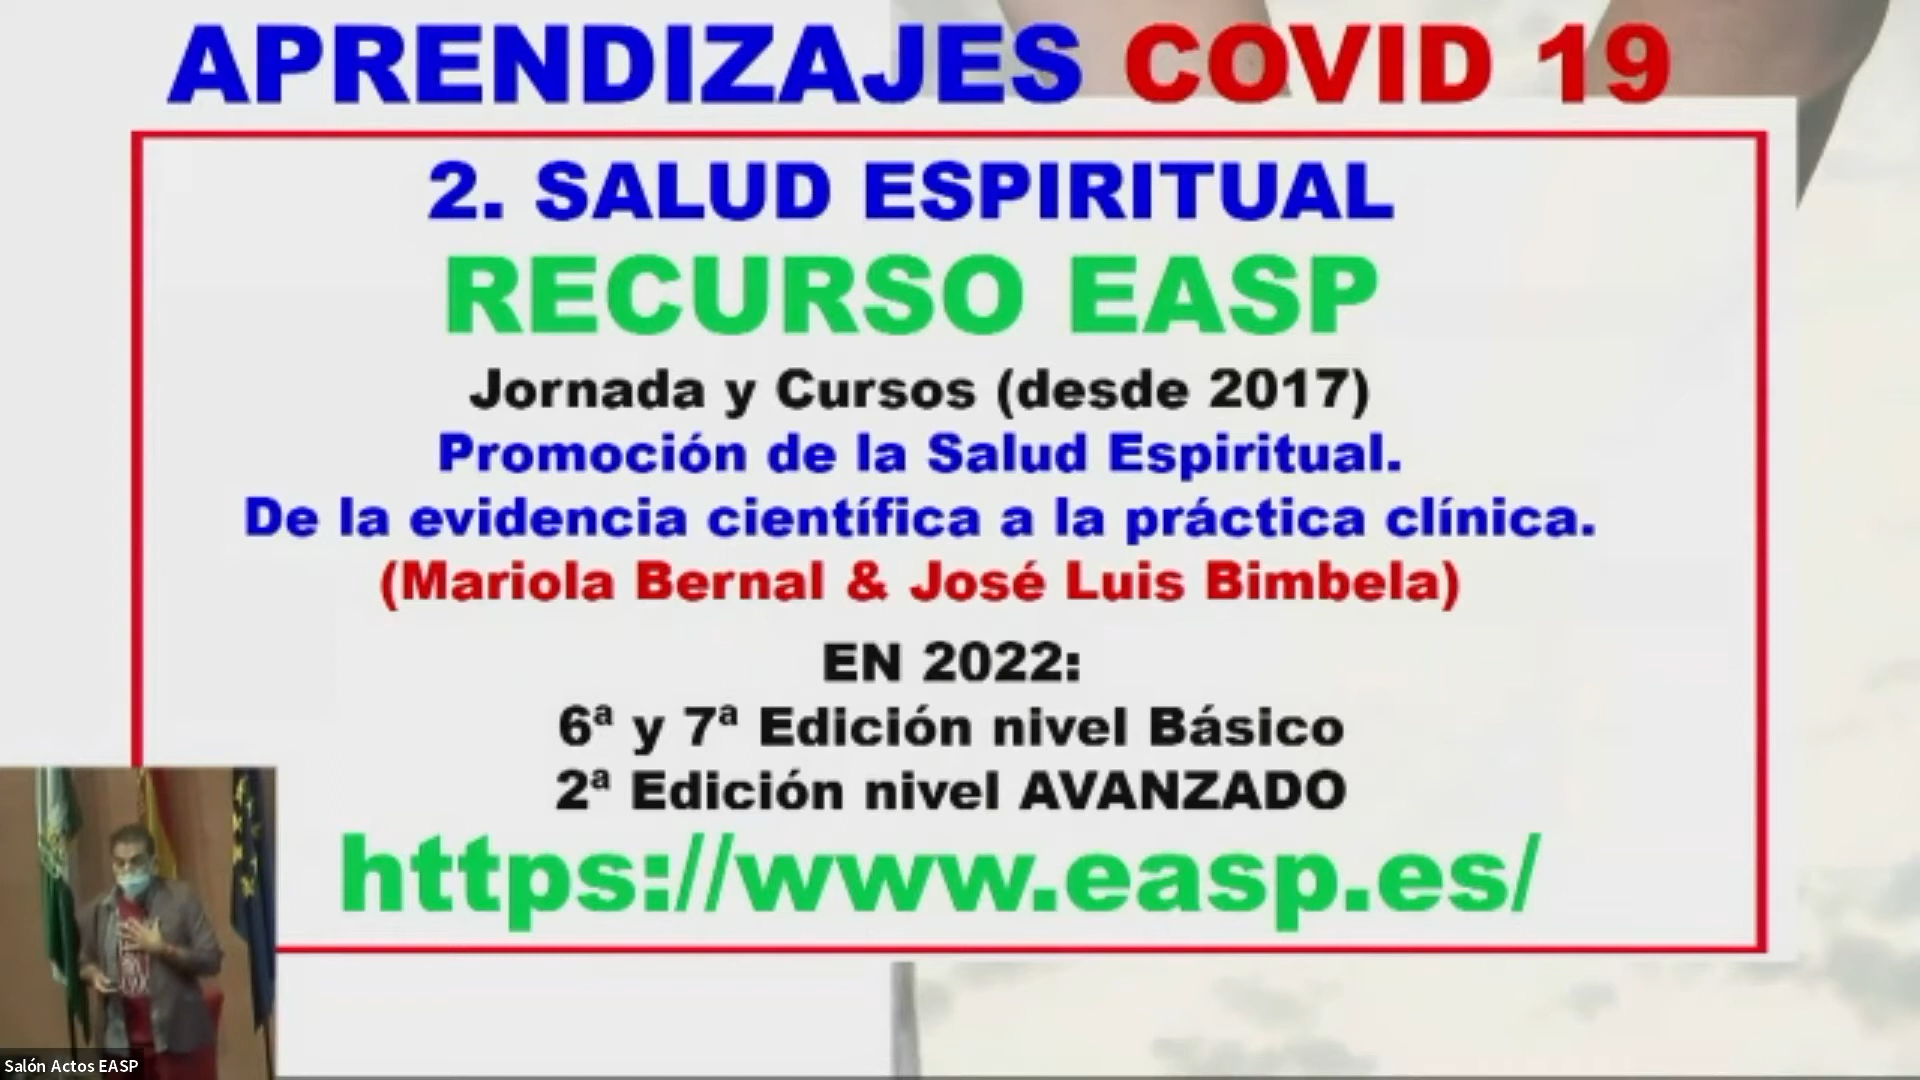 APRENDIZAJES COVID 19
2. SALUD ESPIRITUAL
RECURSO EASP
Jornada y Cursos (desde 2017)
Promoción de la Salud Espiritual.
De la evidencia científica a la práctica clínica.
(Mariola Bernal & José Luis Bimbela)
EN 2022:
6ª y 7ª Edición nivel Básico
2ª Edición nivel AVANZADO
https://www.easp.es/
Salón Actos EASP